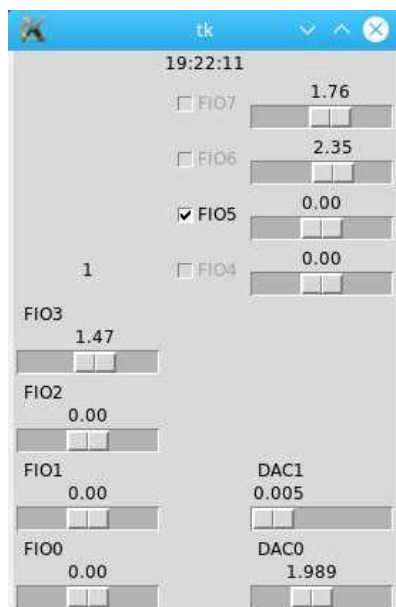 tk
19:22:11
1.76
FIO7
2.35
FIO6
0.00
FIO5
0.00
1
FIO4
FIO3
1.47
FIO2
0.00
FIO1
DAC1
0.00
0.005
FIO0
DAC0
0.00
1.989